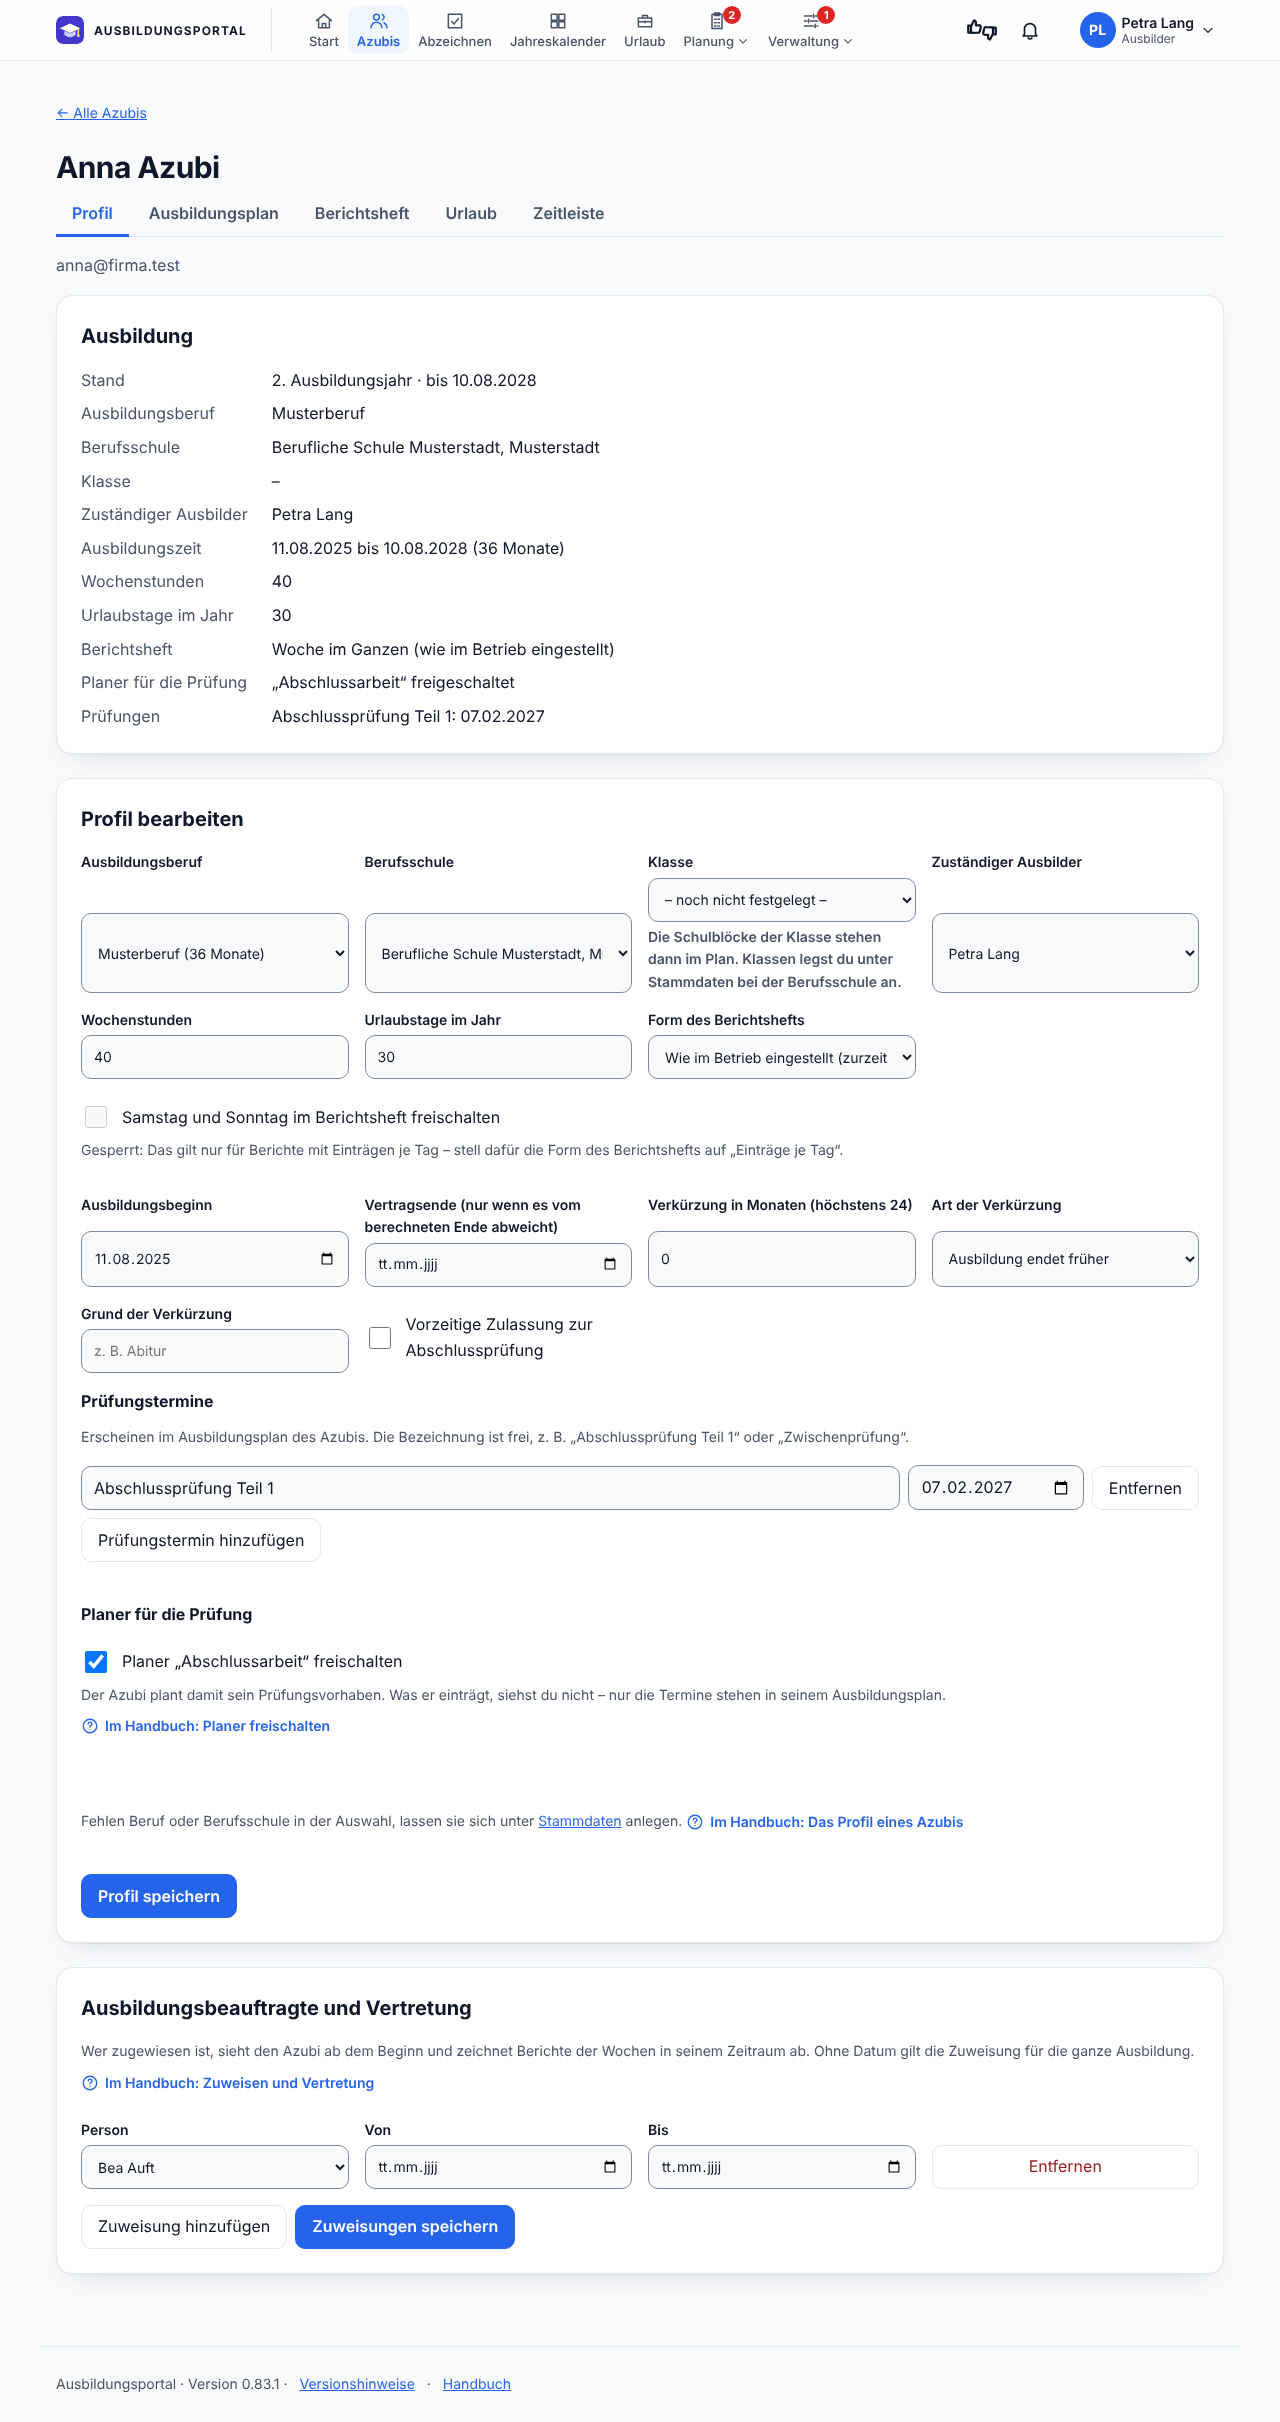 AUSBILDUNGSPORTAL
Start
Azubis
Abzeichnen
Jahreskalender
Urlaub
2
Planung
1
Verwaltung
PL
Petra Lang
Ausbilder
← Alle Azubis
Anna Azubi
Profil
Ausbildungsplan
Berichtsheft
Urlaub
Zeitleiste
anna@firma.test
Ausbildung
Stand 2. Ausbildungsjahr · bis 10.08.2028
Ausbildungsberuf Musterberuf
Berufsschule Berufliche Schule Musterstadt, Musterstadt
Klasse –
Zuständiger Ausbilder Petra Lang
Ausbildungszeit 11.08.2025 bis 10.08.2028 (36 Monate)
Wochenstunden 40
Urlaubstage im Jahr 30
Berichtsheft Woche im Ganzen (wie im Betrieb eingestellt)
Planer für die Prüfung „Abschlussarbeit“ freigeschaltet
Prüfungen Abschlussprüfung Teil 1: 07.02.2027
Profil bearbeiten
Ausbildungsberuf
Musterberuf (36 Monate)
Berufsschule
Berufliche Schule Musterstadt, M
Klasse
– noch nicht festgelegt –
Die Schulblöcke der Klasse stehen
dann im Plan. Klassen legst du unter
Stammdaten bei der Berufsschule an.
Zuständiger Ausbilder
Petra Lang
Wochenstunden
40
Urlaubstage im Jahr
30
Form des Berichtshefts
Wie im Betrieb eingestellt (zurzeit
Samstag und Sonntag im Berichtsheft freischalten
Gesperrt: Das gilt nur für Berichte mit Einträgen je Tag – stell dafür die Form des Berichtshefts auf „Einträge je Tag“.
Ausbildungsbeginn
11.08.2025
Vertragsende (nur wenn es vom
berechneten Ende abweicht)
tt.mm.jjjj
Verkürzung in Monaten (höchstens 24)
0
Art der Verkürzung
Ausbildung endet früher
Grund der Verkürzung
z. B. Abitur
Vorzeitige Zulassung zur
Abschlussprüfung
Prüfungstermine
Erscheinen im Ausbildungsplan des Azubis. Die Bezeichnung ist frei, z. B. „Abschlussprüfung Teil 1“ oder „Zwischenprüfung“.
Abschlussprüfung Teil 1
07.02.2027
Entfernen
Prüfungstermin hinzufügen
Planer für die Prüfung
Planer „Abschlussarbeit“ freischalten
Der Azubi plant damit sein Prüfungsvorhaben. Was er einträgt, siehst du nicht – nur die Termine stehen in seinem Ausbildungsplan.
Im Handbuch: Planer freischalten
Fehlen Beruf oder Berufsschule in der Auswahl, lassen sie sich unter Stammdaten anlegen. Im Handbuch: Das Profil eines Azubis
Profil speichern
Ausbildungsbeauftragte und Vertretung
Wer zugewiesen ist, sieht den Azubi ab dem Beginn und zeichnet Berichte der Wochen in seinem Zeitraum ab. Ohne Datum gilt die Zuweisung für die ganze Ausbildung.
Im Handbuch: Zuweisen und Vertretung
Person
Bea Auft
Von
tt.mm.jjjj
Bis
tt.mm.jjjj
Entfernen
Zuweisung hinzufügen
Zuweisungen speichern
Ausbildungsportal · Version 0.83.1 · Versionshinweise · Handbuch